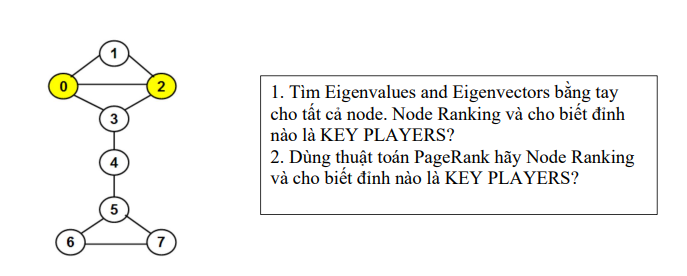 1
0
2
3
4
5
6
7
1. Tìm Eigenvalues and Eigenvectors bằng tay
cho tất cả node. Node Ranking và cho biết đỉnh
nào là KEY PLAYERS?
2. Dùng thuật toán PageRank hãy Node Ranking
và cho biết đỉnh nào là KEY PLAYERS?